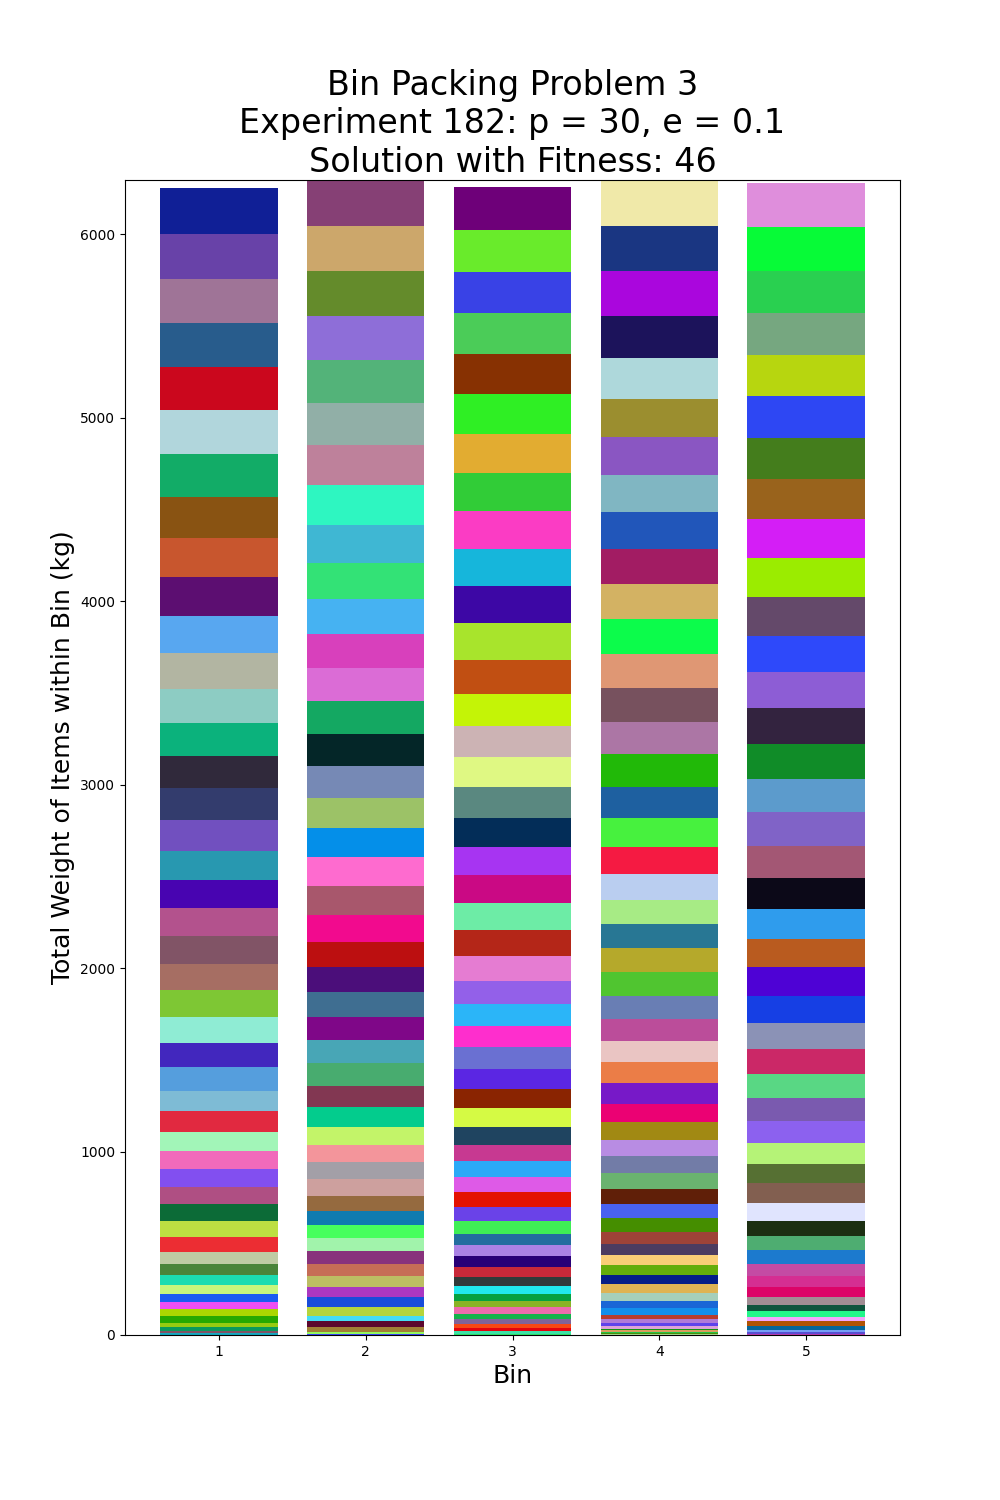 Bin Packing Problem 3
Experiment 182: p = 30, e = 0.1
Solution with Fitness: 46
Total Weight of Items within Bin (kg)
6000
5000
4000
3000
2000
1000
0
1 2 3 4 5
Bin